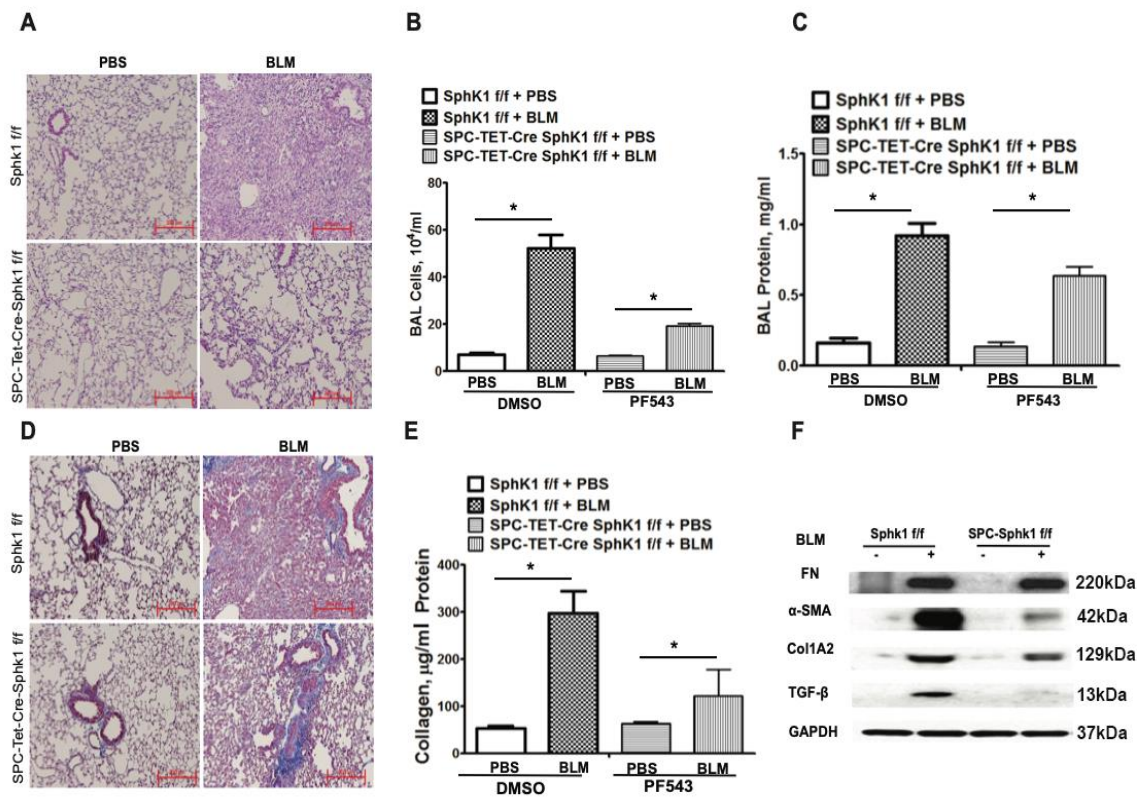 A
PBS BLM
Sphk1 f/f
SPC-Tet-Cre-Sphk1 f/f
B
SphK1 f/f + PBS
SphK1 f/f + BLM
SPC-TET-Cre SphK1 f/f + PBS
SPC-TET-Cre SphK1 f/f + BLM
BAL Cells, 10⁴/ml
80
60
40
20
0
*
*
PBS BLM PBS BLM
DMSO PF543
C
SphK1 f/f + PBS
SphK1 f/f + BLM
SPC-TET-Cre SphK1 f/f + PBS
SPC-TET-Cre SphK1 f/f + BLM
BAL Protein, mg/ml
1.5
1.0
0.5
0.0
*
*
PBS BLM PBS BLM
DMSO PF543
D
PBS BLM
Sphk1 f/f
SPC-Tet-Cre-Sphk1 f/f
E
SphK1 f/f + PBS
SphK1 f/f + BLM
SPC-TET-Cre SphK1 f/f + PBS
SPC-TET-Cre SphK1 f/f + BLM
Collagen, µg/ml Protein
400
300
200
100
0
*
*
PBS BLM PBS BLM
DMSO PF543
F
Sphk1 f/f SPC-Sphk1 f/f
BLM - + - +
FN 220kDa
α-SMA 42kDa
Col1A2 129kDa
TGF-β 13kDa
GAPDH 37kDa